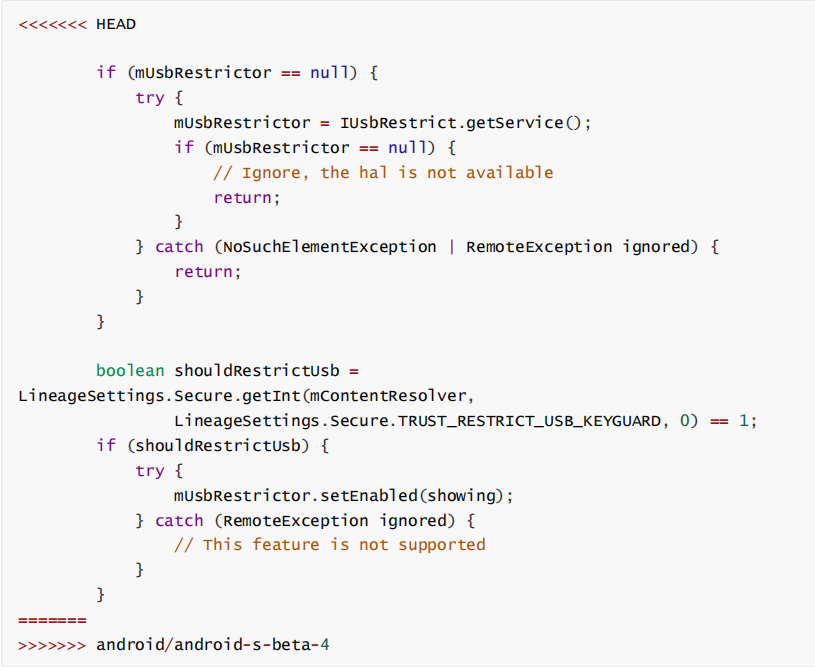 <<<<<<< HEAD
if (mUsbRestrictor == null) {
try {
mUsbRestrictor = IUsbRestrict.getService();
if (mUsbRestrictor == null) {
// Ignore, the hal is not available
return;
}
} catch (NoSuchElementException | RemoteException ignored) {
return;
}
}
boolean shouldRestrictUsb =
LineageSettings.Secure.getInt(mContentResolver,
LineageSettings.Secure.TRUST_RESTRICT_USB_KEYGUARD, 0) == 1;
if (shouldRestrictUsb) {
try {
mUsbRestrictor.setEnabled(showing);
} catch (RemoteException ignored) {
// This feature is not supported
}
}
=======
>>>>>>> android/android-s-beta-4